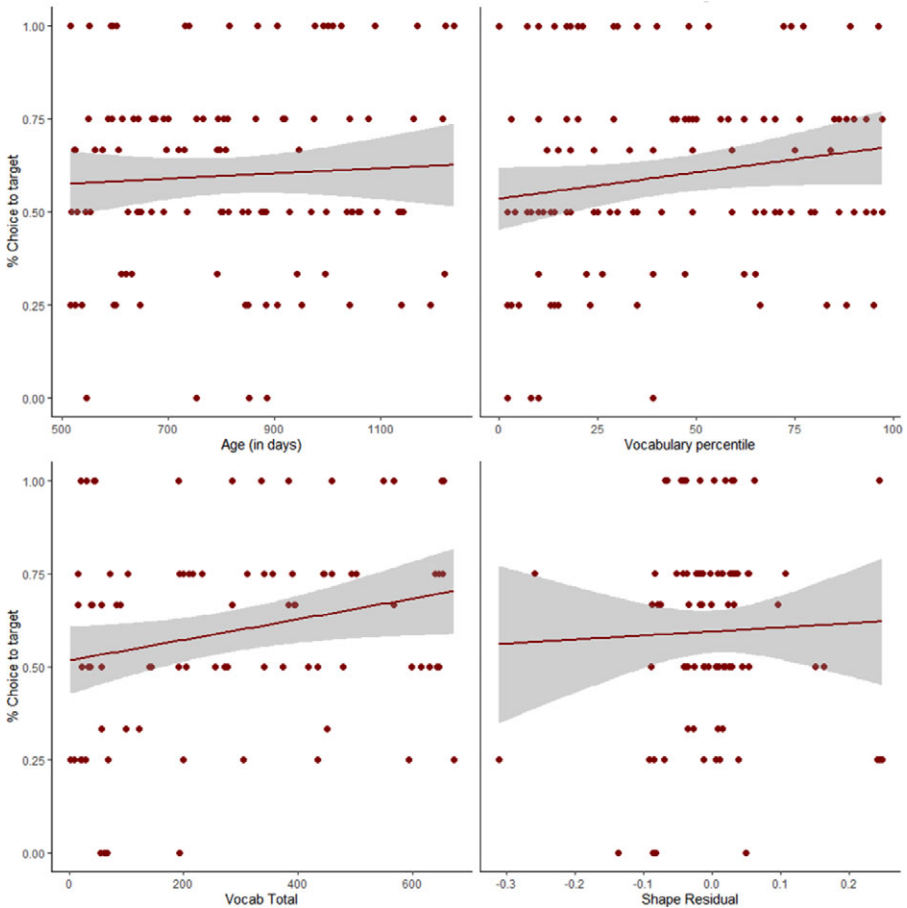 1.00
0.75
0.50
0.25
0.00
% Choice to target
500 700 900 1100
Age (in days)
0 25 50 75 100
Vocabulary percentile
1.00
0.75
0.50
0.25
0.00
% Choice to target
0 200 400 600
Vocab Total
-0.3 -0.2 -0.1 0.0 0.1 0.2
Shape Residual